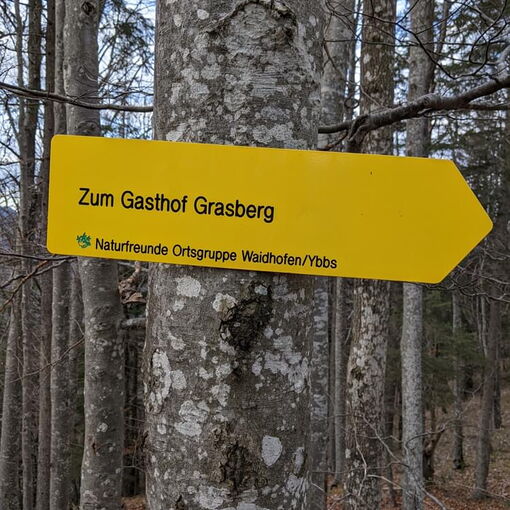 Zum Gasthof Grasberg
Naturfreunde Ortsgruppe Waidhofen/Ybbs